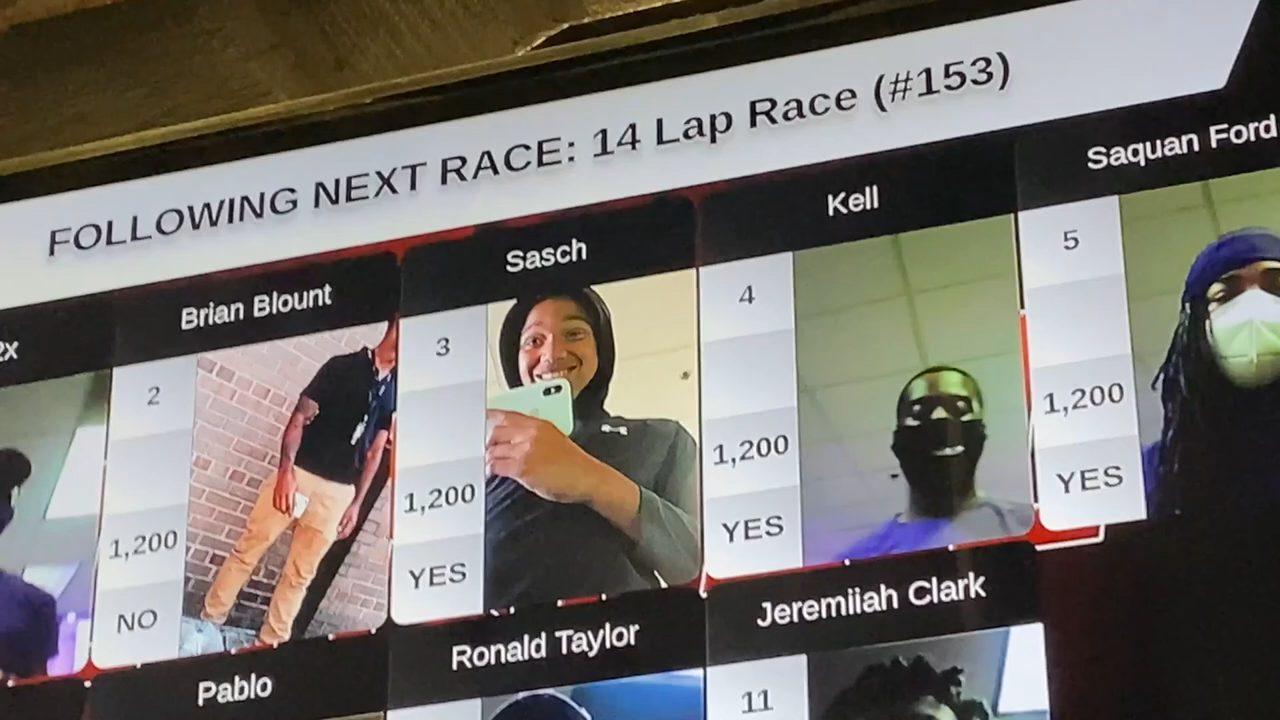 FOLLOWING NEXT RACE: 14 Lap Race (#153)
Brian Blount
2
1,200
NO
Sasch
3
1,200
YES
Kell
4
1,200
YES
Saquan Ford
5
1,200
YES
Pablo
Ronald Taylor
Jeremiiah Clark
11